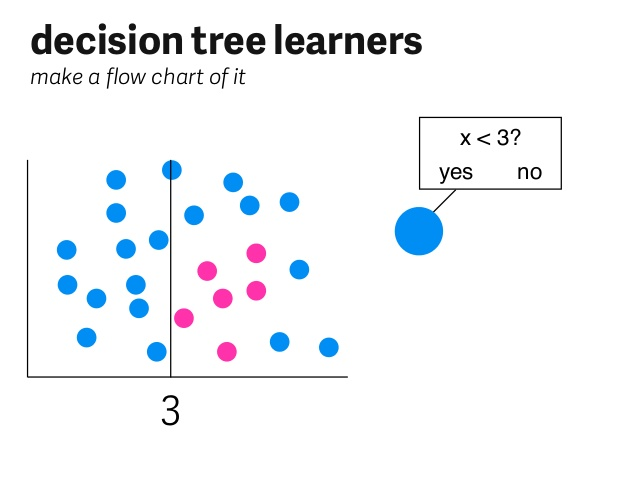 decision tree learners
make a flow chart of it
x < 3?
yes no
3